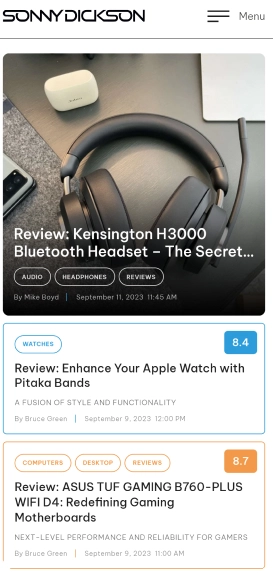 SONNY DICKSON
Menu
Review: Kensington H3000
Bluetooth Headset – The Secret...
AUDIO HEADPHONES REVIEWS
By Mike Boyd | September 11, 2023 11:45 AM
WATCHES
8.4
Review: Enhance Your Apple Watch with
Pitaka Bands
A FUSION OF STYLE AND FUNCTIONALITY
By Bruce Green | September 9, 2023 12:00 PM
COMPUTERS DESKTOP REVIEWS
8.7
Review: ASUS TUF GAMING B760-PLUS
WIFI D4: Redefining Gaming
Motherboards
NEXT-LEVEL PERFORMANCE AND RELIABILITY FOR GAMERS
By Bruce Green | September 9, 2023 11:00 AM